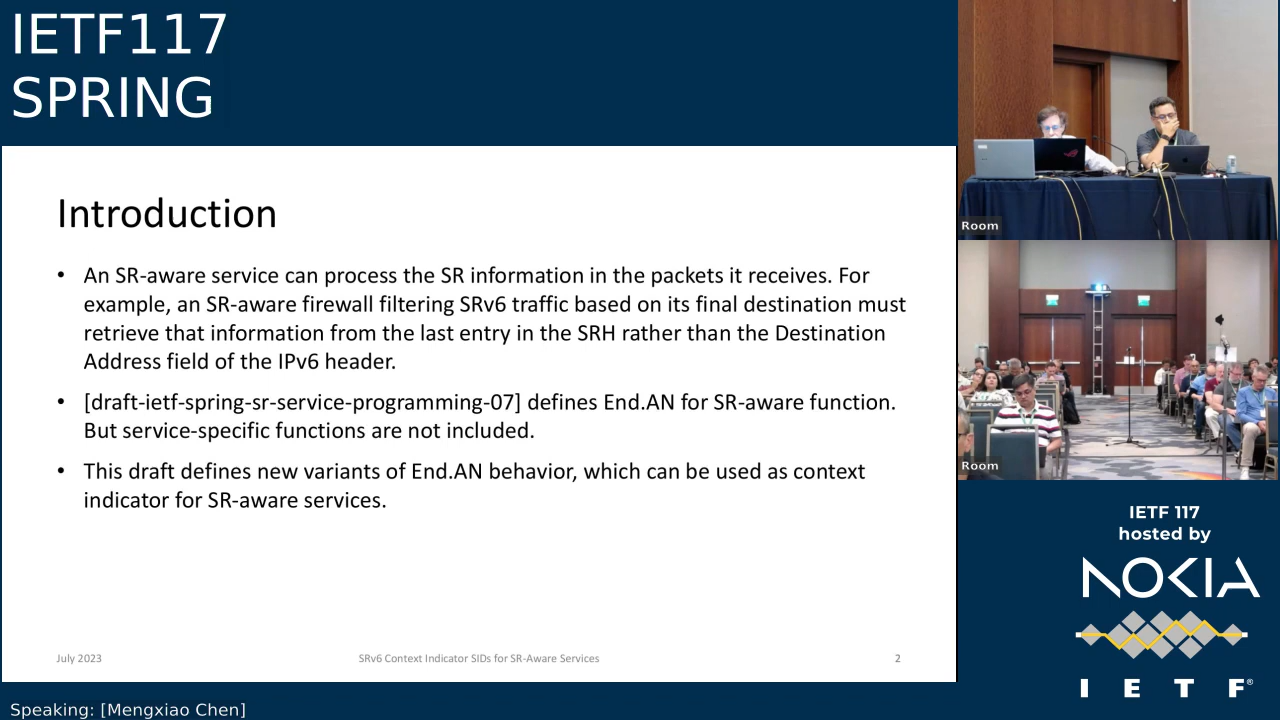 IETF117
SPRING
Introduction
• An SR-aware service can process the SR information in the packets it receives. For
example, an SR-aware firewall filtering SRv6 traffic based on its final destination must
retrieve that information from the last entry in the SRH rather than the Destination
Address field of the IPv6 header.
• [draft-ietf-spring-sr-service-programming-07] defines End.AN for SR-aware function.
But service-specific functions are not included.
• This draft defines new variants of End.AN behavior, which can be used as context
indicator for SR-aware services.
July 2023
SRv6 Context Indicator SIDs for SR-Aware Services
2
Speaking: [Mengxiao Chen]
Room
Room
IETF 117
hosted by
NOKIA
I E T F®